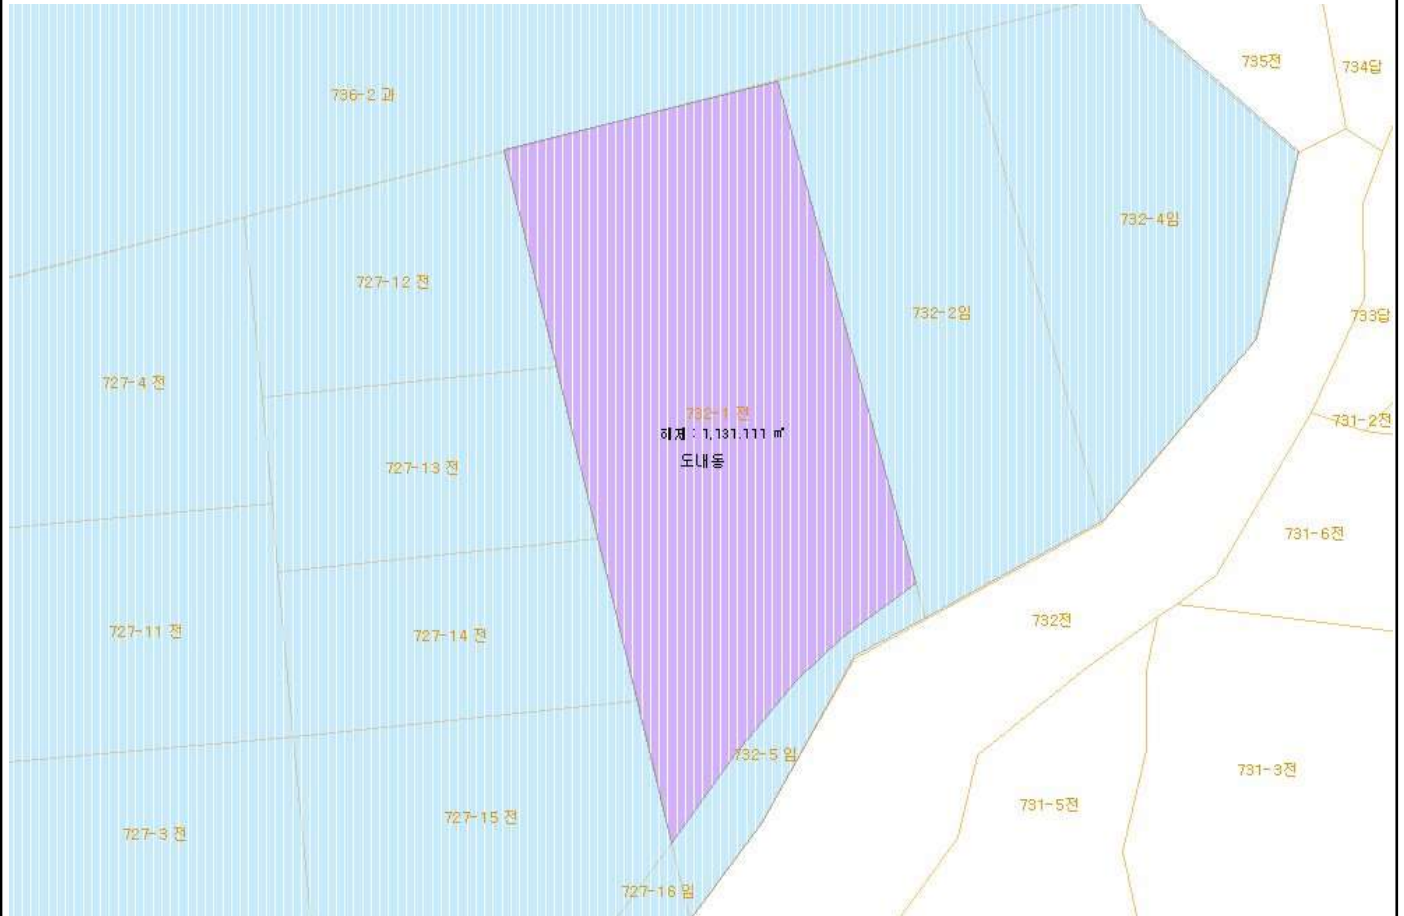 735전
734답
736-2 과
732-4임
727-12 전
732-2임
733답
727-4 전
732-1 전
해제 : 1,131.111 ㎡
도내동
731-2전
727-13 전
731-6전
727-11 전
727-14 전
732전
732-5 임
731-3전
731-5전
727-15 전
727-3 전
727-16 임